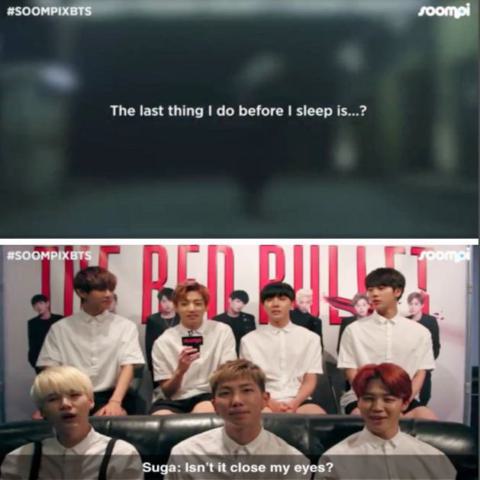 #SOOMPIXBTS
soompi
The last thing I do before I sleep is...?
#SOOMPIXBTS
soompi
THE RED BULLET
soompi
Suga: Isn't it close my eyes?